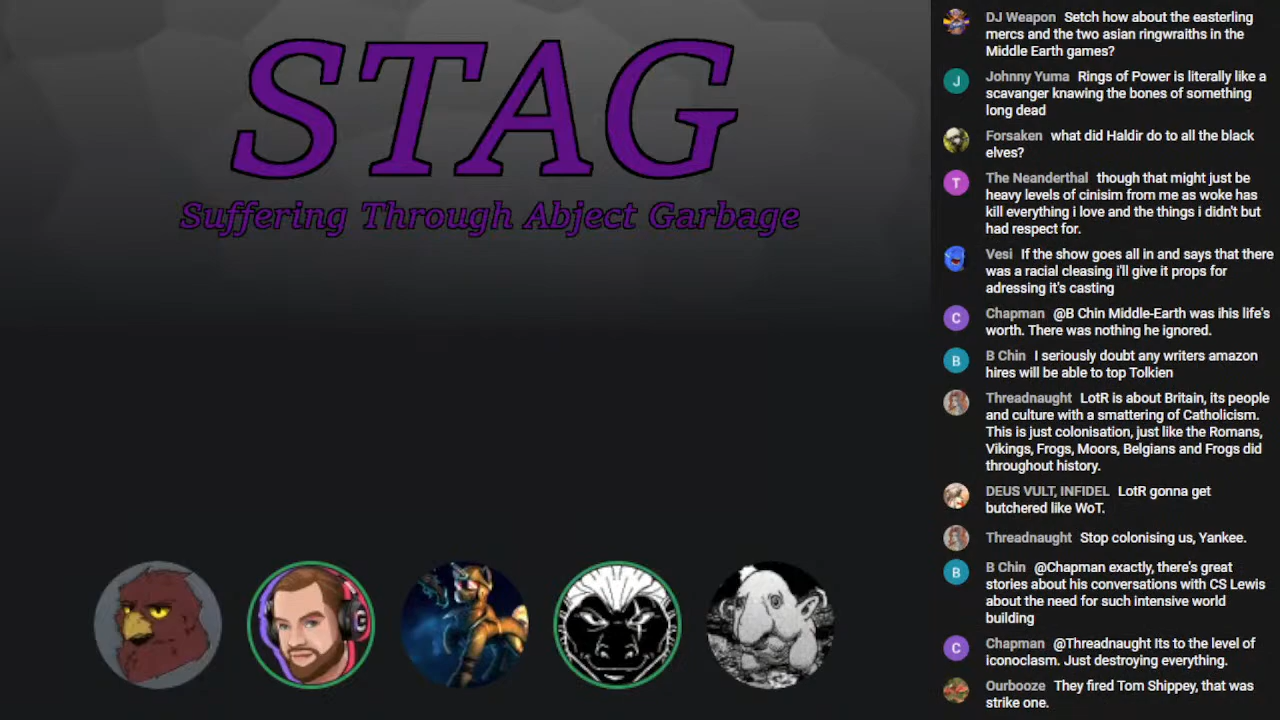 STAG
Suffering Through Abject Garbage
DJ Weapon Setch how about the easterling
mercs and the two asian ringwraiths in the
Middle Earth games?
J
Johnny Yuma Rings of Power is literally like a
scavanger knawing the bones of something
long dead
Forsaken what did Haldir do to all the black
elves?
T
The Neanderthal though that might just be
heavy levels of cinisim from me as woke has
kill everything i love and the things i didn't but
had respect for.
Vesi If the show goes all in and says that there
was a racial cleasing i'll give it props for
adressing it's casting
C
Chapman @B Chin Middle-Earth was ihis life's
worth. There was nothing he ignored.
B
B Chin I seriously doubt any writers amazon
hires will be able to top Tolkien
Threadnaught LotR is about Britain, its people
and culture with a smattering of Catholicism.
This is just colonisation, just like the Romans,
Vikings, Frogs, Moors, Belgians and Frogs did
throughout history.
DEUS VULT, INFIDEL LotR gonna get
butchered like WoT.
Threadnaught Stop colonising us, Yankee.
B
B Chin @Chapman exactly, there's great
stories about his conversations with CS Lewis
about the need for such intensive world
building
C
Chapman @Threadnaught Its to the level of
iconoclasm. Just destroying everything.
Ourbooze They fired Tom Shippey, that was
strike one.